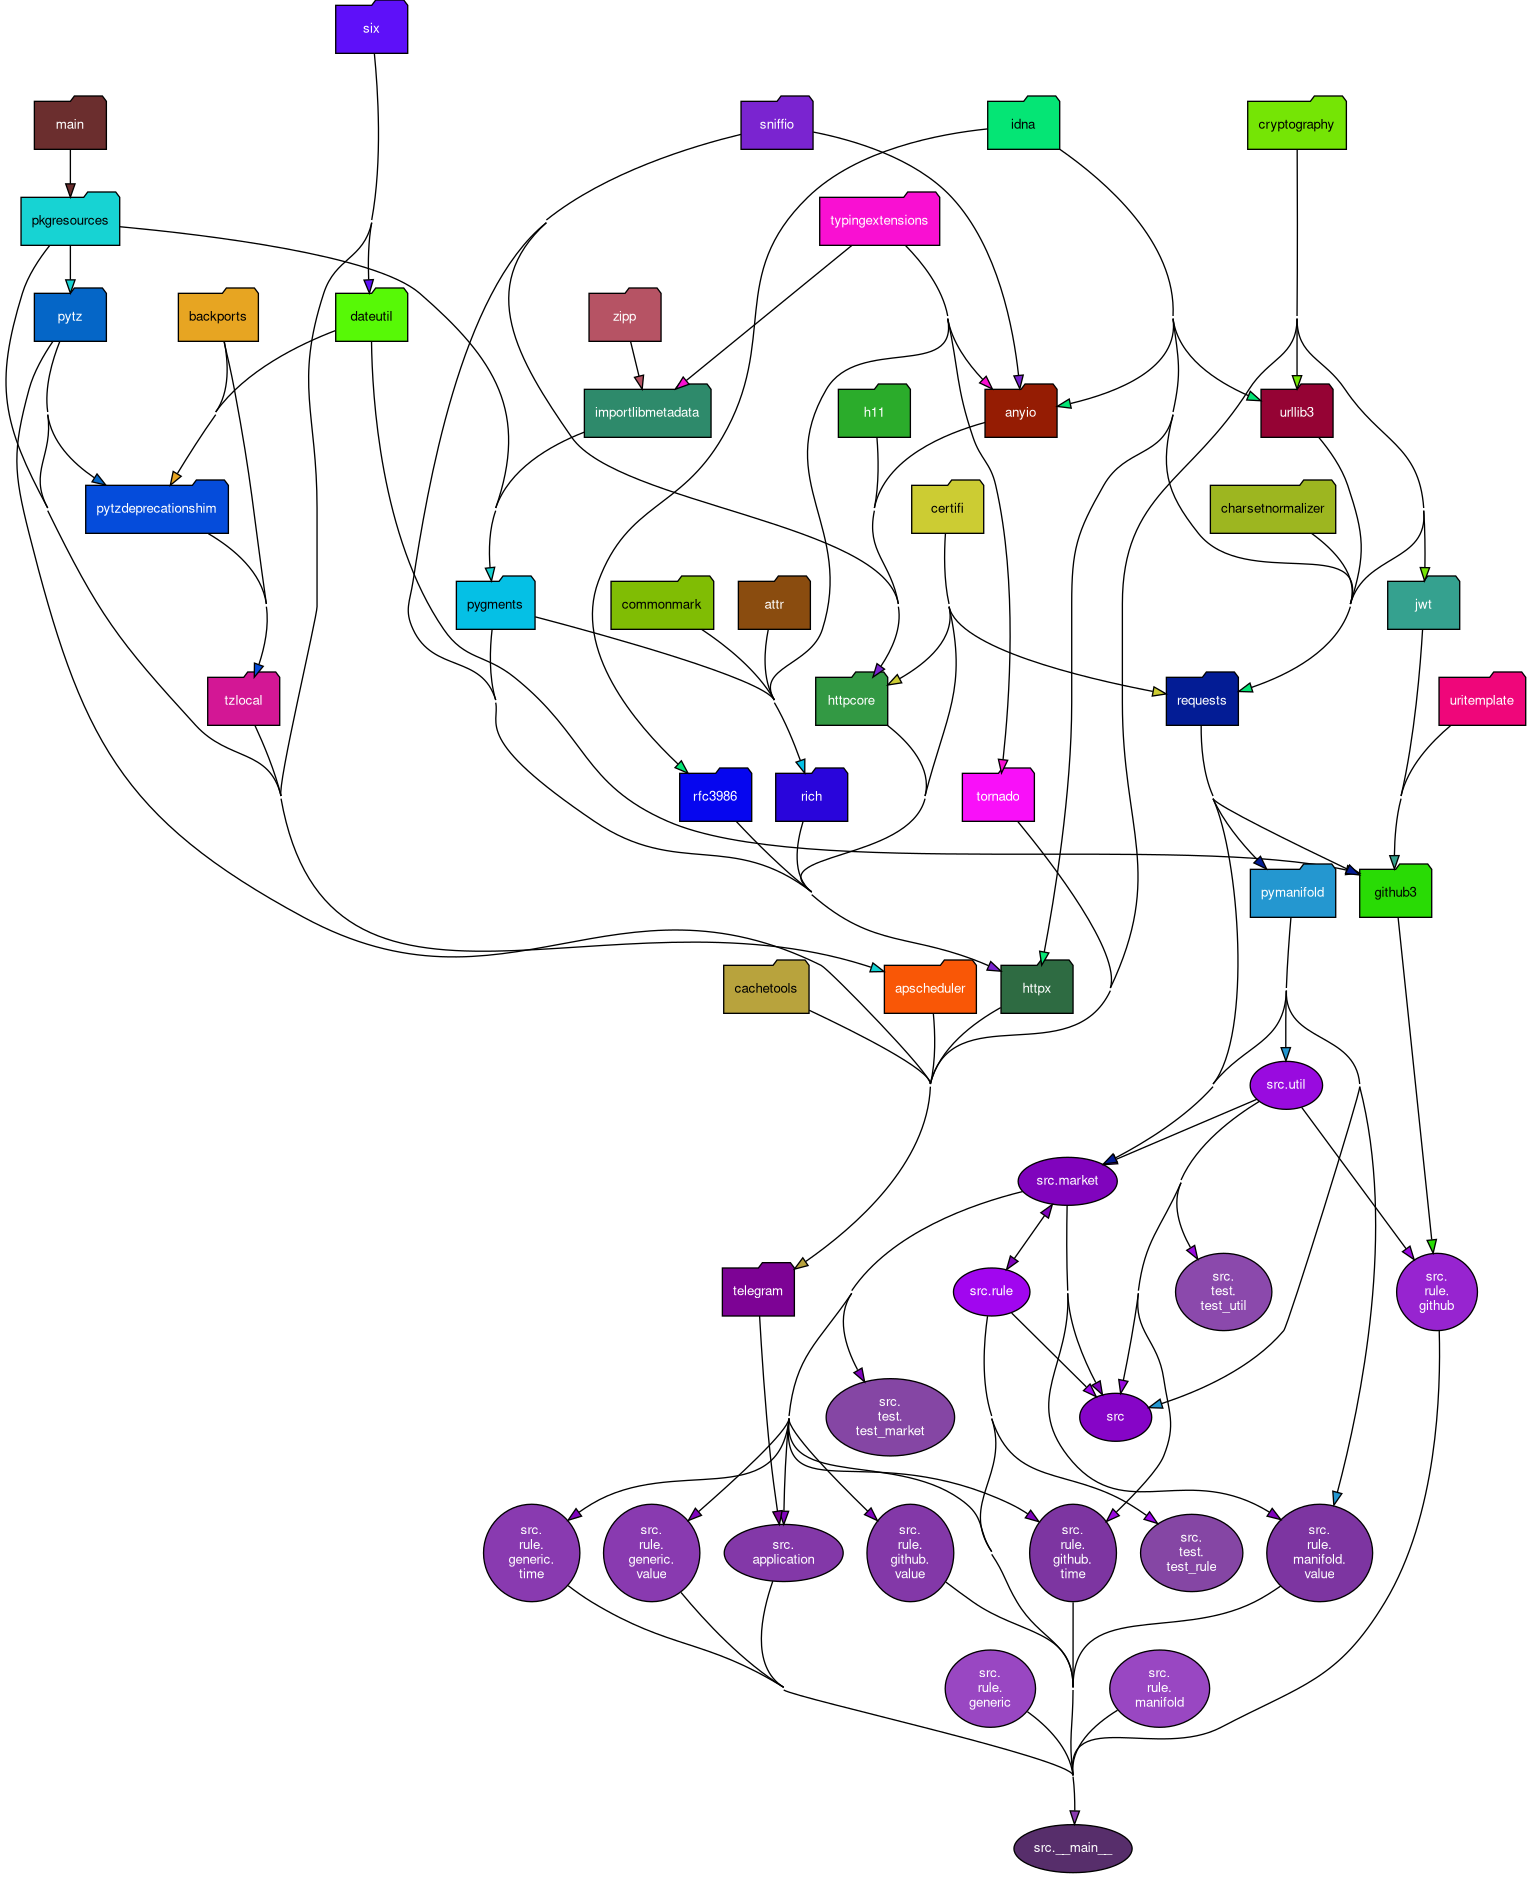 six
main
sniffio
idna
cryptography
pkgresources
typingextensions
pytz
backports
dateutil
zipp
importlibmetadata
h11
anyio
urllib3
pytzdeprecationshim
certifi
charsetnormalizer
pygments
commonmark
attr
jwt
tzlocal
httpcore
requests
uritemplate
rfc3986
rich
tornado
pymanifold
github3
cachetools
apscheduler
httpx
src.util
src.market
telegram
src.rule
src.
test.
test_util
src.
rule.
github
src.
test.
test_market
src
src.
rule.
generic.
time
src.
rule.
generic.
value
src.
application
src.
rule.
github.
value
src.
rule.
github.
time
src.
test.
test_rule
src.
rule.
manifold.
value
src.
rule.
generic
src.
rule.
manifold
src.__main__